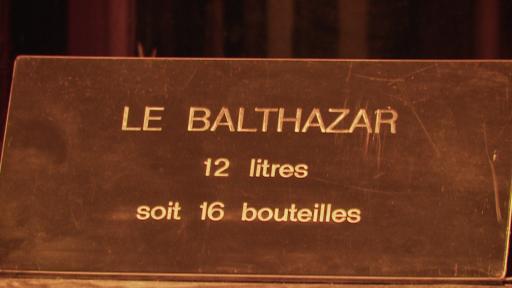 LE BALTHAZAR
12 litres
soit 16 bouteilles